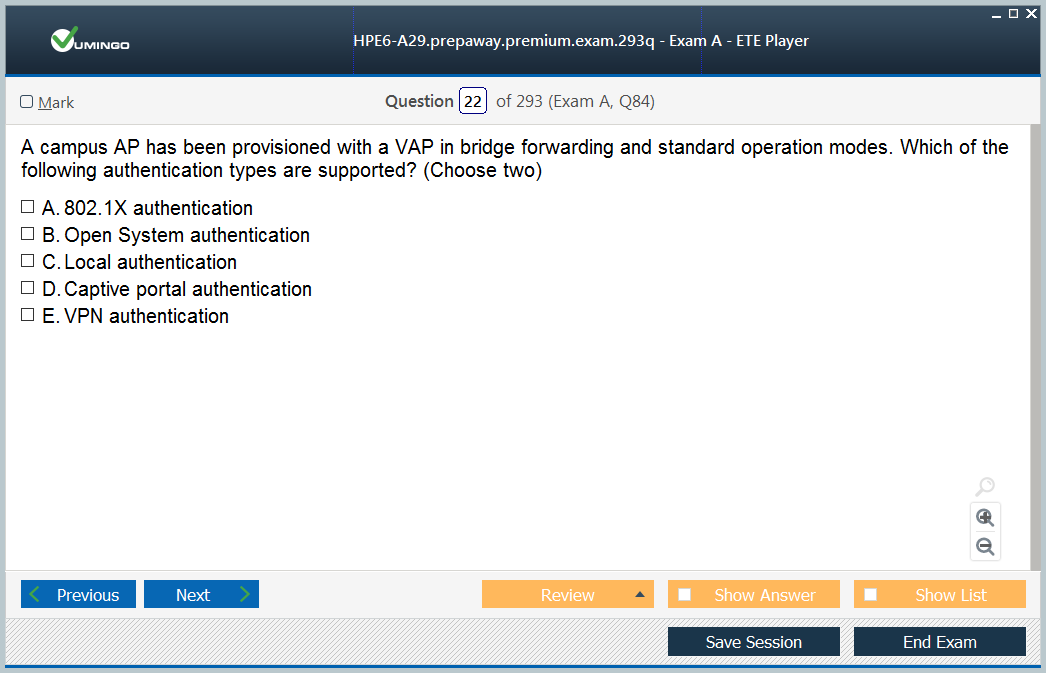 VUMINGO
HPE6-A29.prepaway.premium.exam.293q - Exam A - ETE Player
Mark
Question 22 of 293 (Exam A, Q84)
A campus AP has been provisioned with a VAP in bridge forwarding and standard operation modes. Which of the
following authentication types are supported? (Choose two)
A. 802.1X authentication
B. Open System authentication
C. Local authentication
D. Captive portal authentication
E. VPN authentication
Previous
Next
Review
Show Answer
Show List
Save Session
End Exam